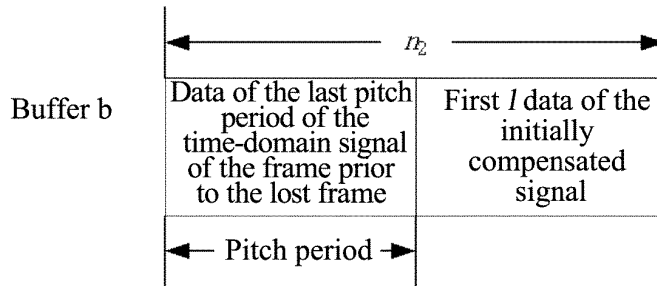 n₂
Buffer b
Data of the last pitch
period of the
time-domain signal
of the frame prior
to the lost frame
First l data of the
initially
compensated
signal
Pitch period